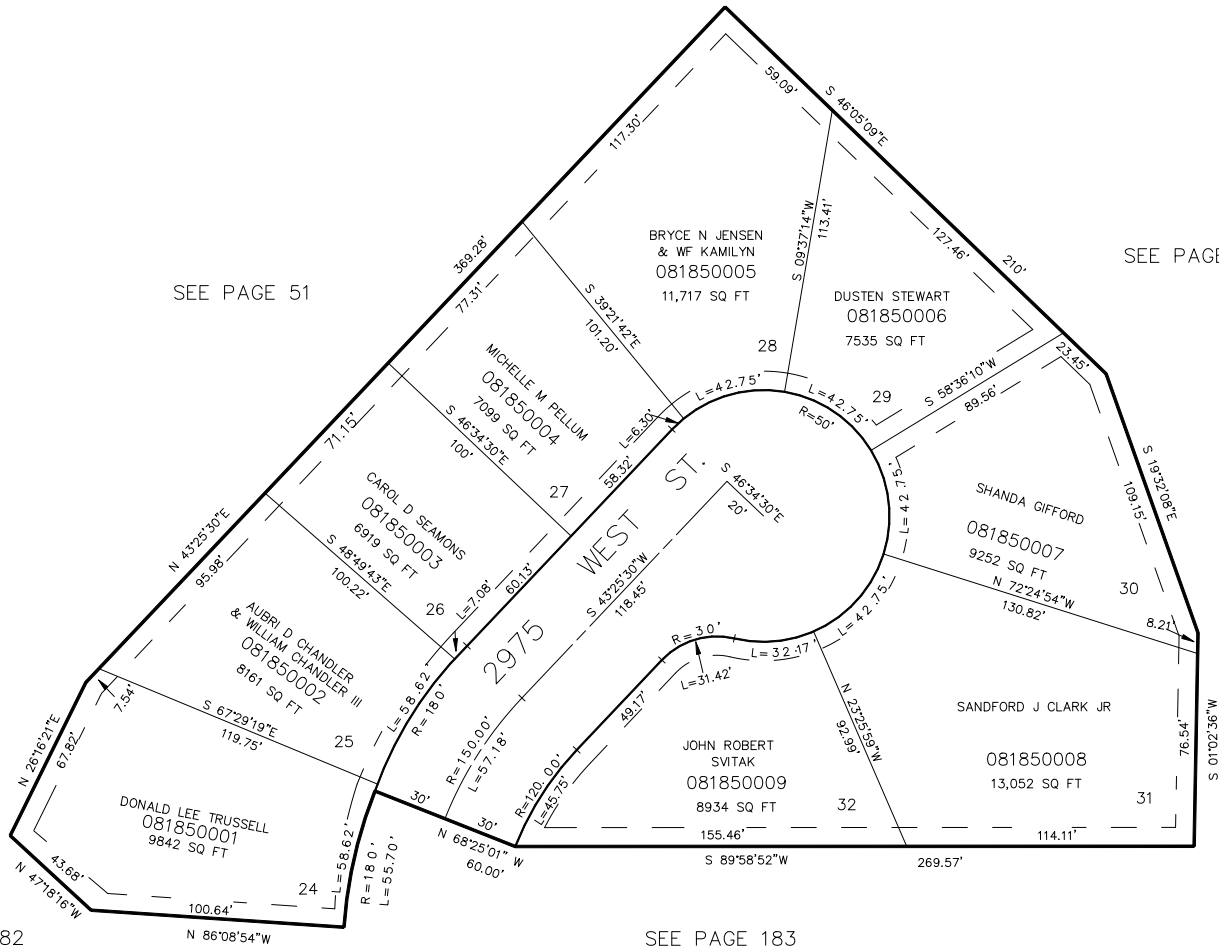 59.09'
S 46°05'09"E
117.30'
S 09°37'14"W
113.41'
127.46'
210'
BRYCE N JENSEN
& WF KAMILYN
081850005
11,717 SQ FT
28
369.28'
77.31'
SEE PAGE 51
SEE PAGE
DUSTEN STEWART
081850006
7535 SQ FT
29
S 39°21'42"E
101.20'
23.45'
S 58°36'10"W
89.56'
MICHELLE M PELLUM
081850004
7099 SQ FT
27
L=42.75'
L=42.75'
R=50'
L=6.30'
58.32'
71.15'
S 46°34'30"E
100'
S 19°32'08"E
109.15'
L=42.75'
SHANDA GIFFORD
081850007
9252 SQ FT
30
CAROL D SEAMONS
081850003
6919 SQ FT
26
2975 WEST ST.
S 46°34'30"E
20'
S 43°25'30"W
118.45'
N 43°25'30"E
95.98'
S 48°49'43"E
100.22'
60.13'
L=7.08'
N 72°24'54"W
130.82'
8.21'
AUBRI D CHANDLER
& WILLIAM CHANDLER III
081850002
8161 SQ FT
25
L=42.75'
R=30'
L=32.17'
L=31.42'
49.17'
L=58.62'
R=180'
7.54'
N 26°16'21"E
67.82'
S 67°29'19"E
119.75'
R=150.00'
L=57.18'
R=120.00'
L=45.75'
N 23°25'59"W
92.99'
JOHN ROBERT
SVITAK
081850009
8934 SQ FT
32
SANDFORD J CLARK JR
081850008
13,052 SQ FT
31
76.54'
S 01°02'36"W
DONALD LEE TRUSSELL
081850001
9842 SQ FT
24
30'
30'
N 68°25'01" W
60.00'
155.46'
114.11'
S 89°58'52"W
269.57'
L=58.62'
R=180'
L=55.70'
43.68'
N 47°18'16"W
100.64'
N 86°08'54"W
82
SEE PAGE 183